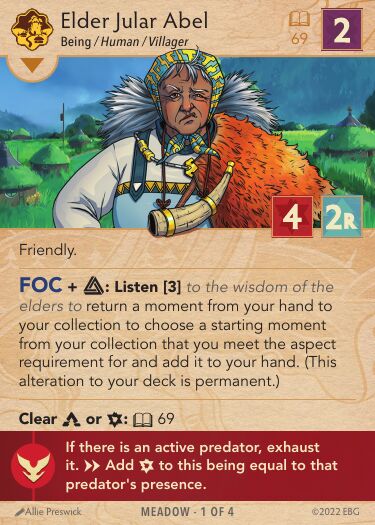 Elder Jular Abel
Being / Human / Villager
69
2
4
2R
Friendly.
FOC + : Listen [3] to the wisdom of the
elders to return a moment from your hand to
your collection to choose a starting moment
from your collection that you meet the aspect
requirement for and add it to your hand. (This
alteration to your deck is permanent.)
Clear or : 69
If there is an active predator, exhaust
it. Add to this being equal to that
predator's presence.
Allie Preswick
MEADOW - 1 OF 4
©2022 EBG